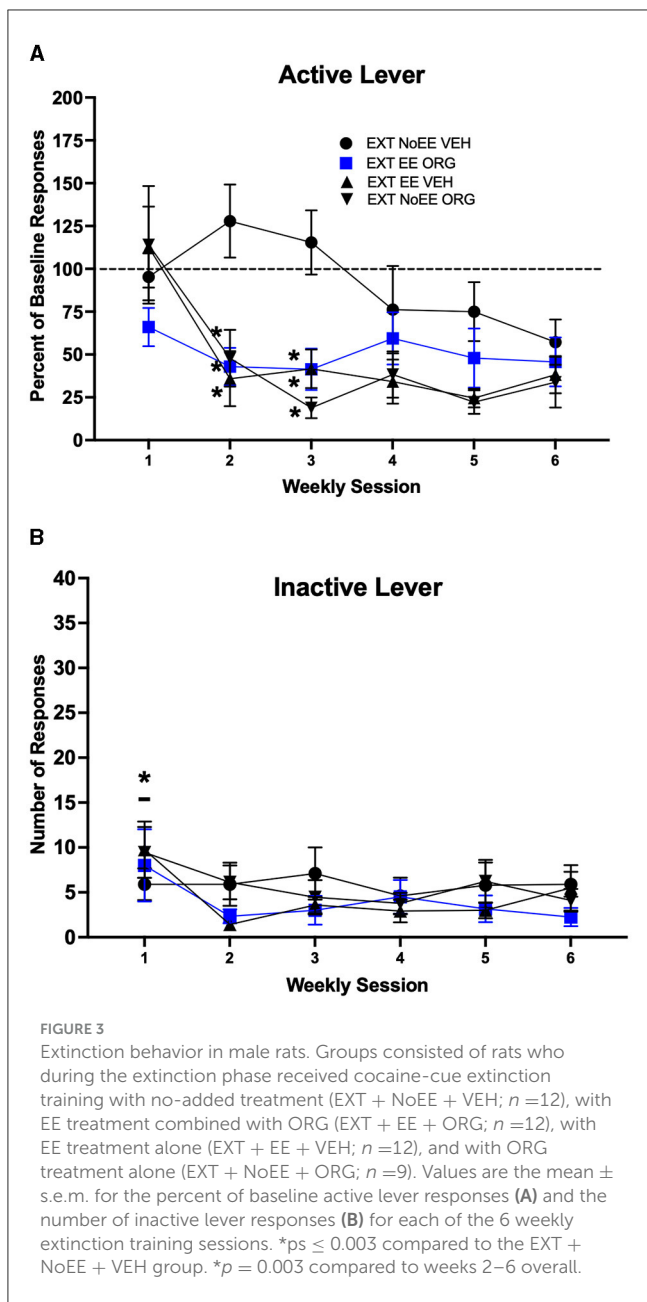 A
Active Lever
200
175
150
125
100
75
50
25
0
Percent of Baseline Responses
EXT NoEE VEH
EXT EE ORG
EXT EE VEH
EXT NoEE ORG
*
*
*
*
*
*
1 2 3 4 5 6
Weekly Session
B
Inactive Lever
40
35
30
25
20
15
10
5
0
Number of Responses
*
1 2 3 4 5 6
Weekly Session
FIGURE 3
Extinction behavior in male rats. Groups consisted of rats who
during the extinction phase received cocaine-cue extinction
training with no-added treatment (EXT + NoEE + VEH; n =12), with
EE treatment combined with ORG (EXT + EE + ORG; n =12), with
EE treatment alone (EXT + EE + VEH; n =12), and with ORG
treatment alone (EXT + NoEE + ORG; n =9). Values are the mean ±
s.e.m. for the percent of baseline active lever responses (A) and the
number of inactive lever responses (B) for each of the 6 weekly
extinction training sessions. *ps ≤ 0.003 compared to the EXT +
NoEE + VEH group. *p = 0.003 compared to weeks 2–6 overall.